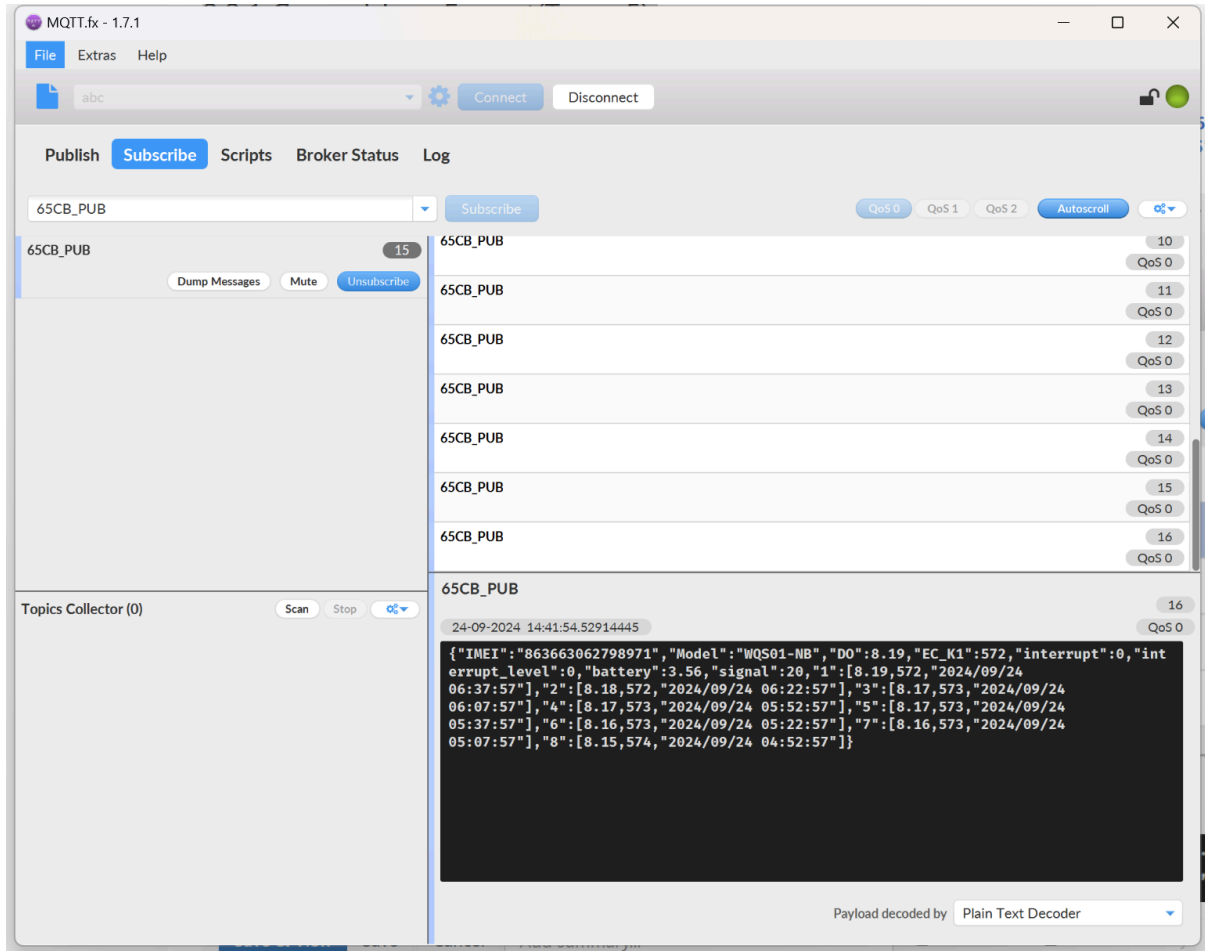 MQTT.fx - 1.7.1
File Extras Help
abc Connect Disconnect
Publish Subscribe Scripts Broker Status Log
65CB_PUB Subscribe QoS 0 QoS 1 QoS 2 Autoscroll
65CB_PUB 15
Dump Messages Mute Unsubscribe
65CB_PUB 10
QoS 0
65CB_PUB 11
QoS 0
65CB_PUB 12
QoS 0
65CB_PUB 13
QoS 0
65CB_PUB 14
QoS 0
65CB_PUB 15
QoS 0
65CB_PUB 16
QoS 0
Topics Collector (0) Scan Stop
65CB_PUB 16
24-09-2024 14:41:54.52914445 QoS 0
{"IMEI":"863663062798971","Model":"WQS01-NB","DO":8.19,"EC_K1":572,"interrupt":0,"int
errupt_level":0,"battery":3.56,"signal":20,"1":[8.19,572,"2024/09/24
06:37:57"],"2":[8.18,572,"2024/09/24 06:22:57"],"3":[8.17,573,"2024/09/24
06:07:57"],"4":[8.17,573,"2024/09/24 05:52:57"],"5":[8.17,573,"2024/09/24
05:37:57"],"6":[8.16,573,"2024/09/24 05:22:57"],"7":[8.16,573,"2024/09/24
05:07:57"],"8":[8.15,574,"2024/09/24 04:52:57"]}
Payload decoded by Plain Text Decoder